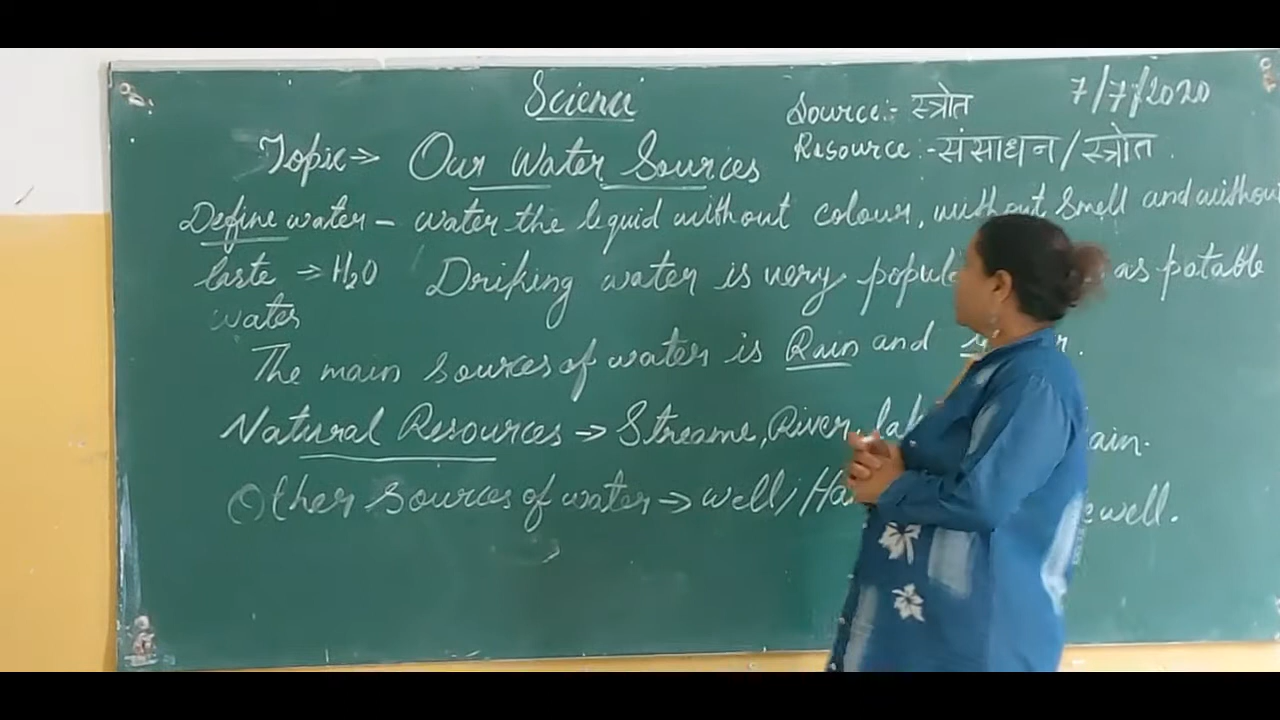 Science
Source:- स्त्रोत
7/7/2020
Resource:- संसाधन/स्त्रोत.
Topic⇒ Our Water Sources
Define water - water the liquid without colour, without smell and without
taste → H₂O Driking water is very as potable
water
The main sources of water is Rain and
Natural Resources → Streame, River,
Other sources of water → well,